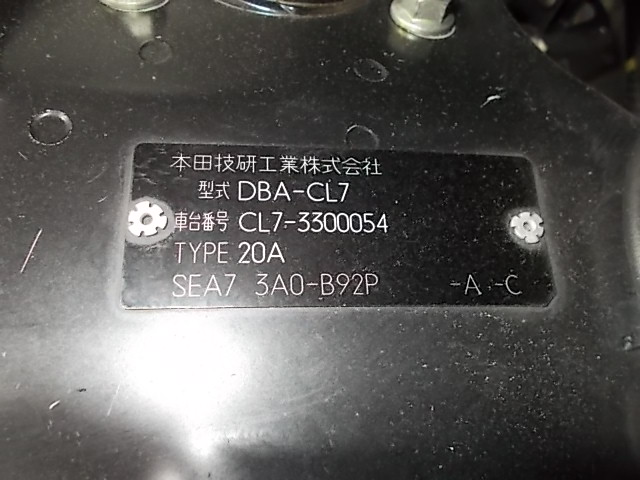 本田技研工業株式会社
型式 DBA-CL7
車台番号 CL7-3300054
TYPE 20A
SEA7 3A0-B92P -A -C